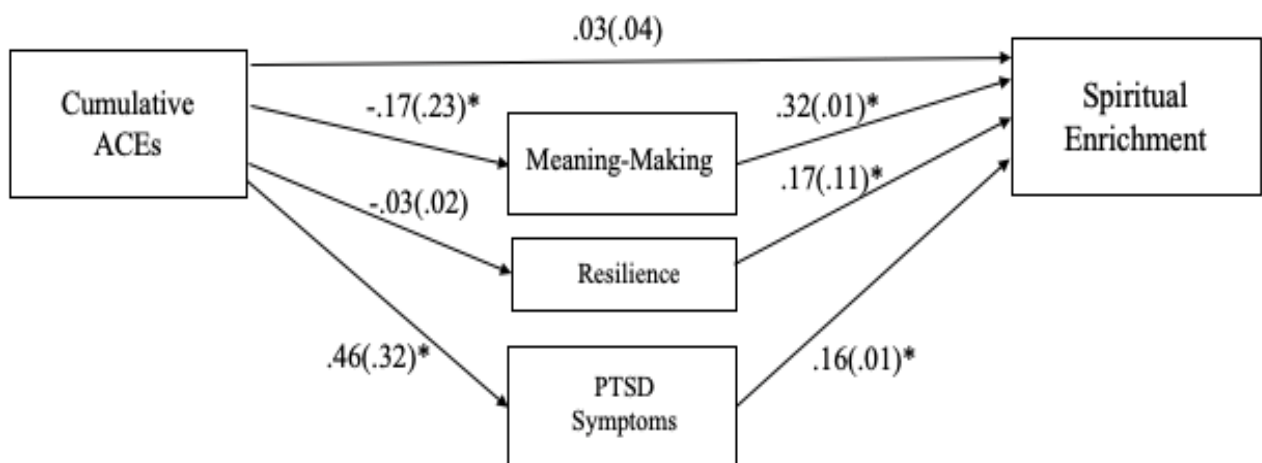 .03(.04)
Cumulative
ACEs
Spiritual
Enrichment
-.17(.23)*
.32(.01)*
Meaning-Making
.17(.11)*
-.03(.02)
Resilience
.46(.32)*
.16(.01)*
PTSD
Symptoms